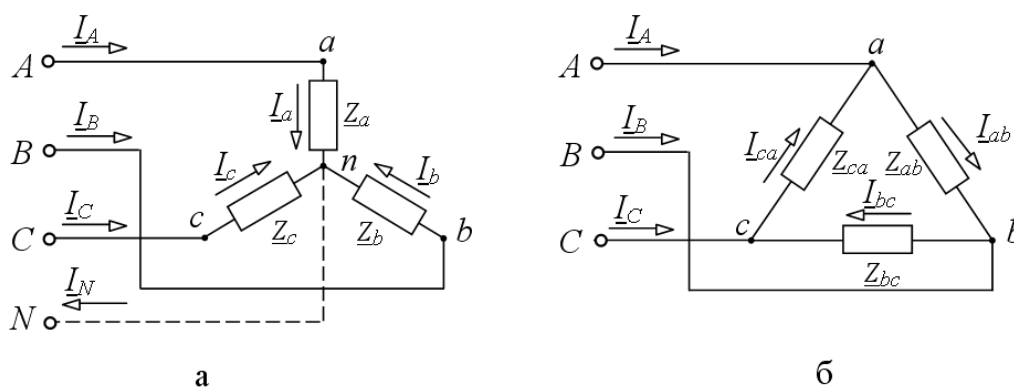 I_A
a
A
I_a
Z_a
I_B
B
n
I_c
I_b
I_C
c
Z_c
Z_b
b
C
I_N
N
а
I_A
a
A
I_B
I_ca
I_ab
B
Z_ca
Z_ab
I_C
I_bc
c
b
C
Z_bc
б